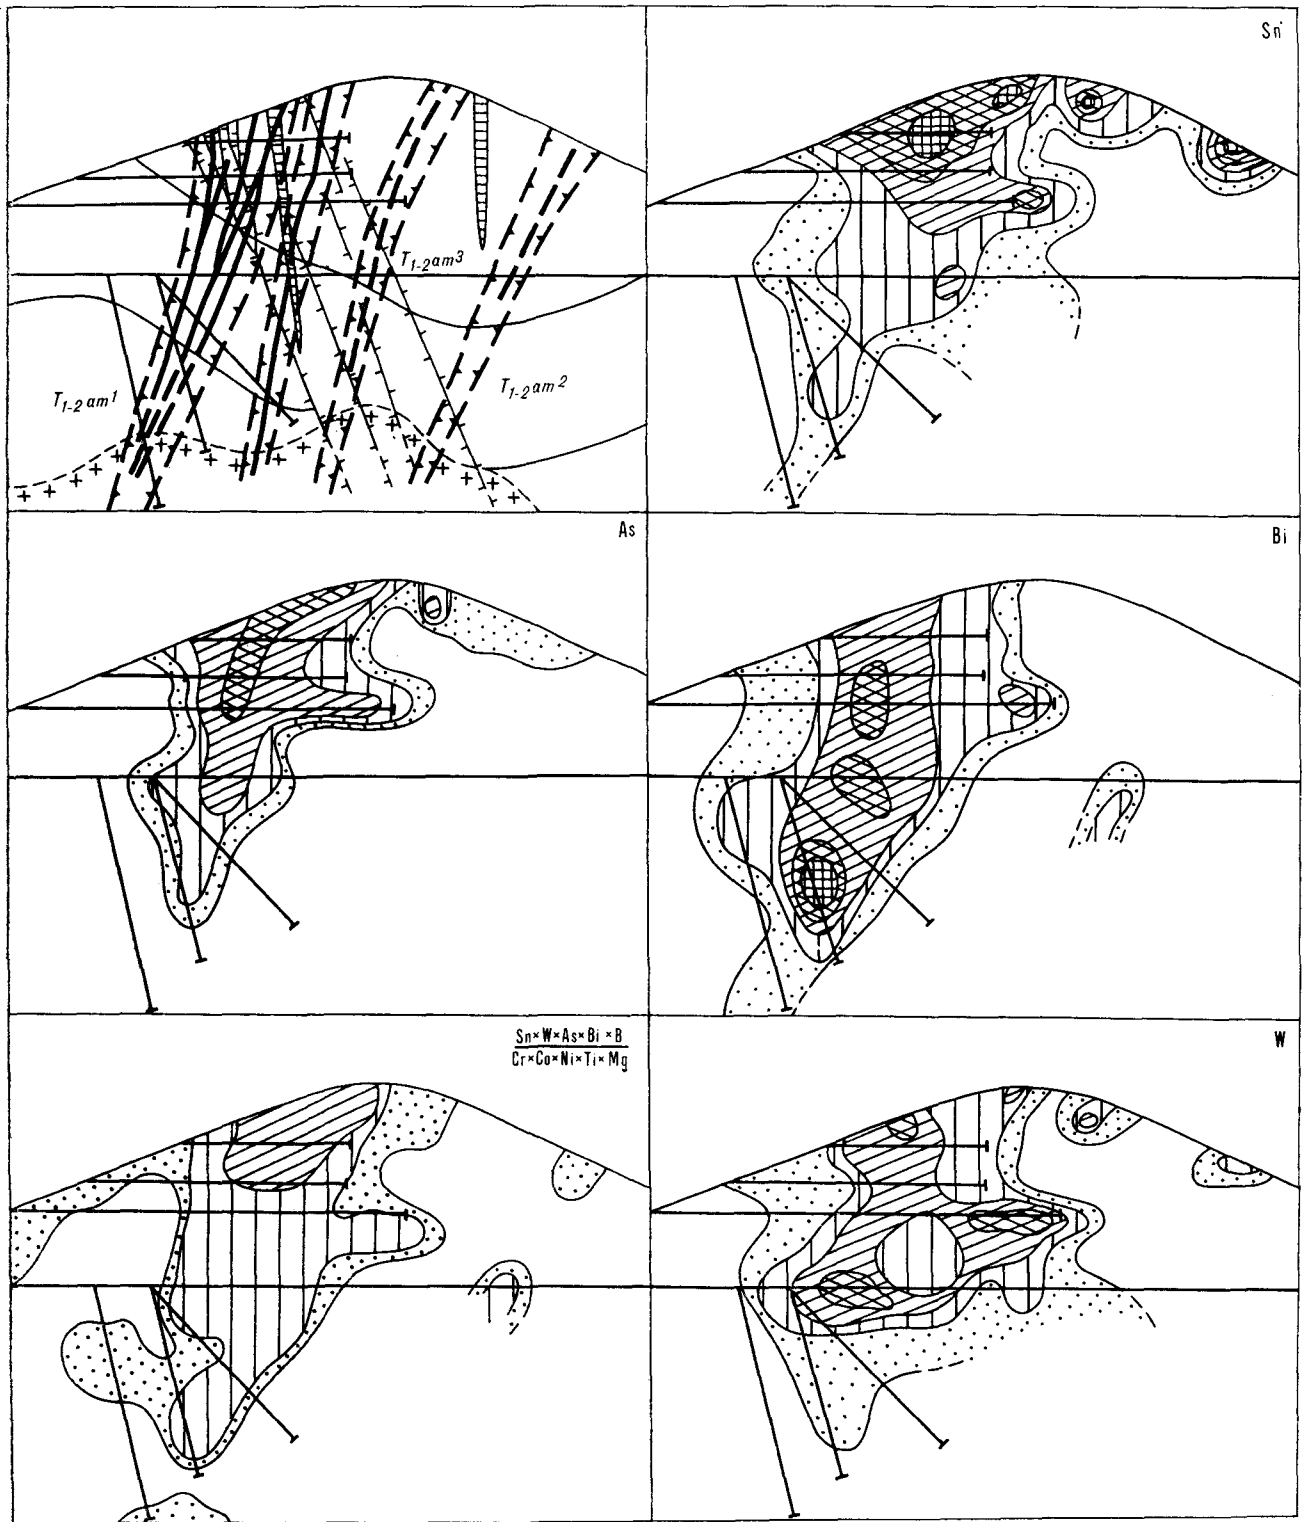 Sn
T₁₋₂am³
T₁₋₂am¹
T₁₋₂am²
As
Bi
Sn×W×As×Bi×B
Cr×Co×Ni×Ti×Mg
W